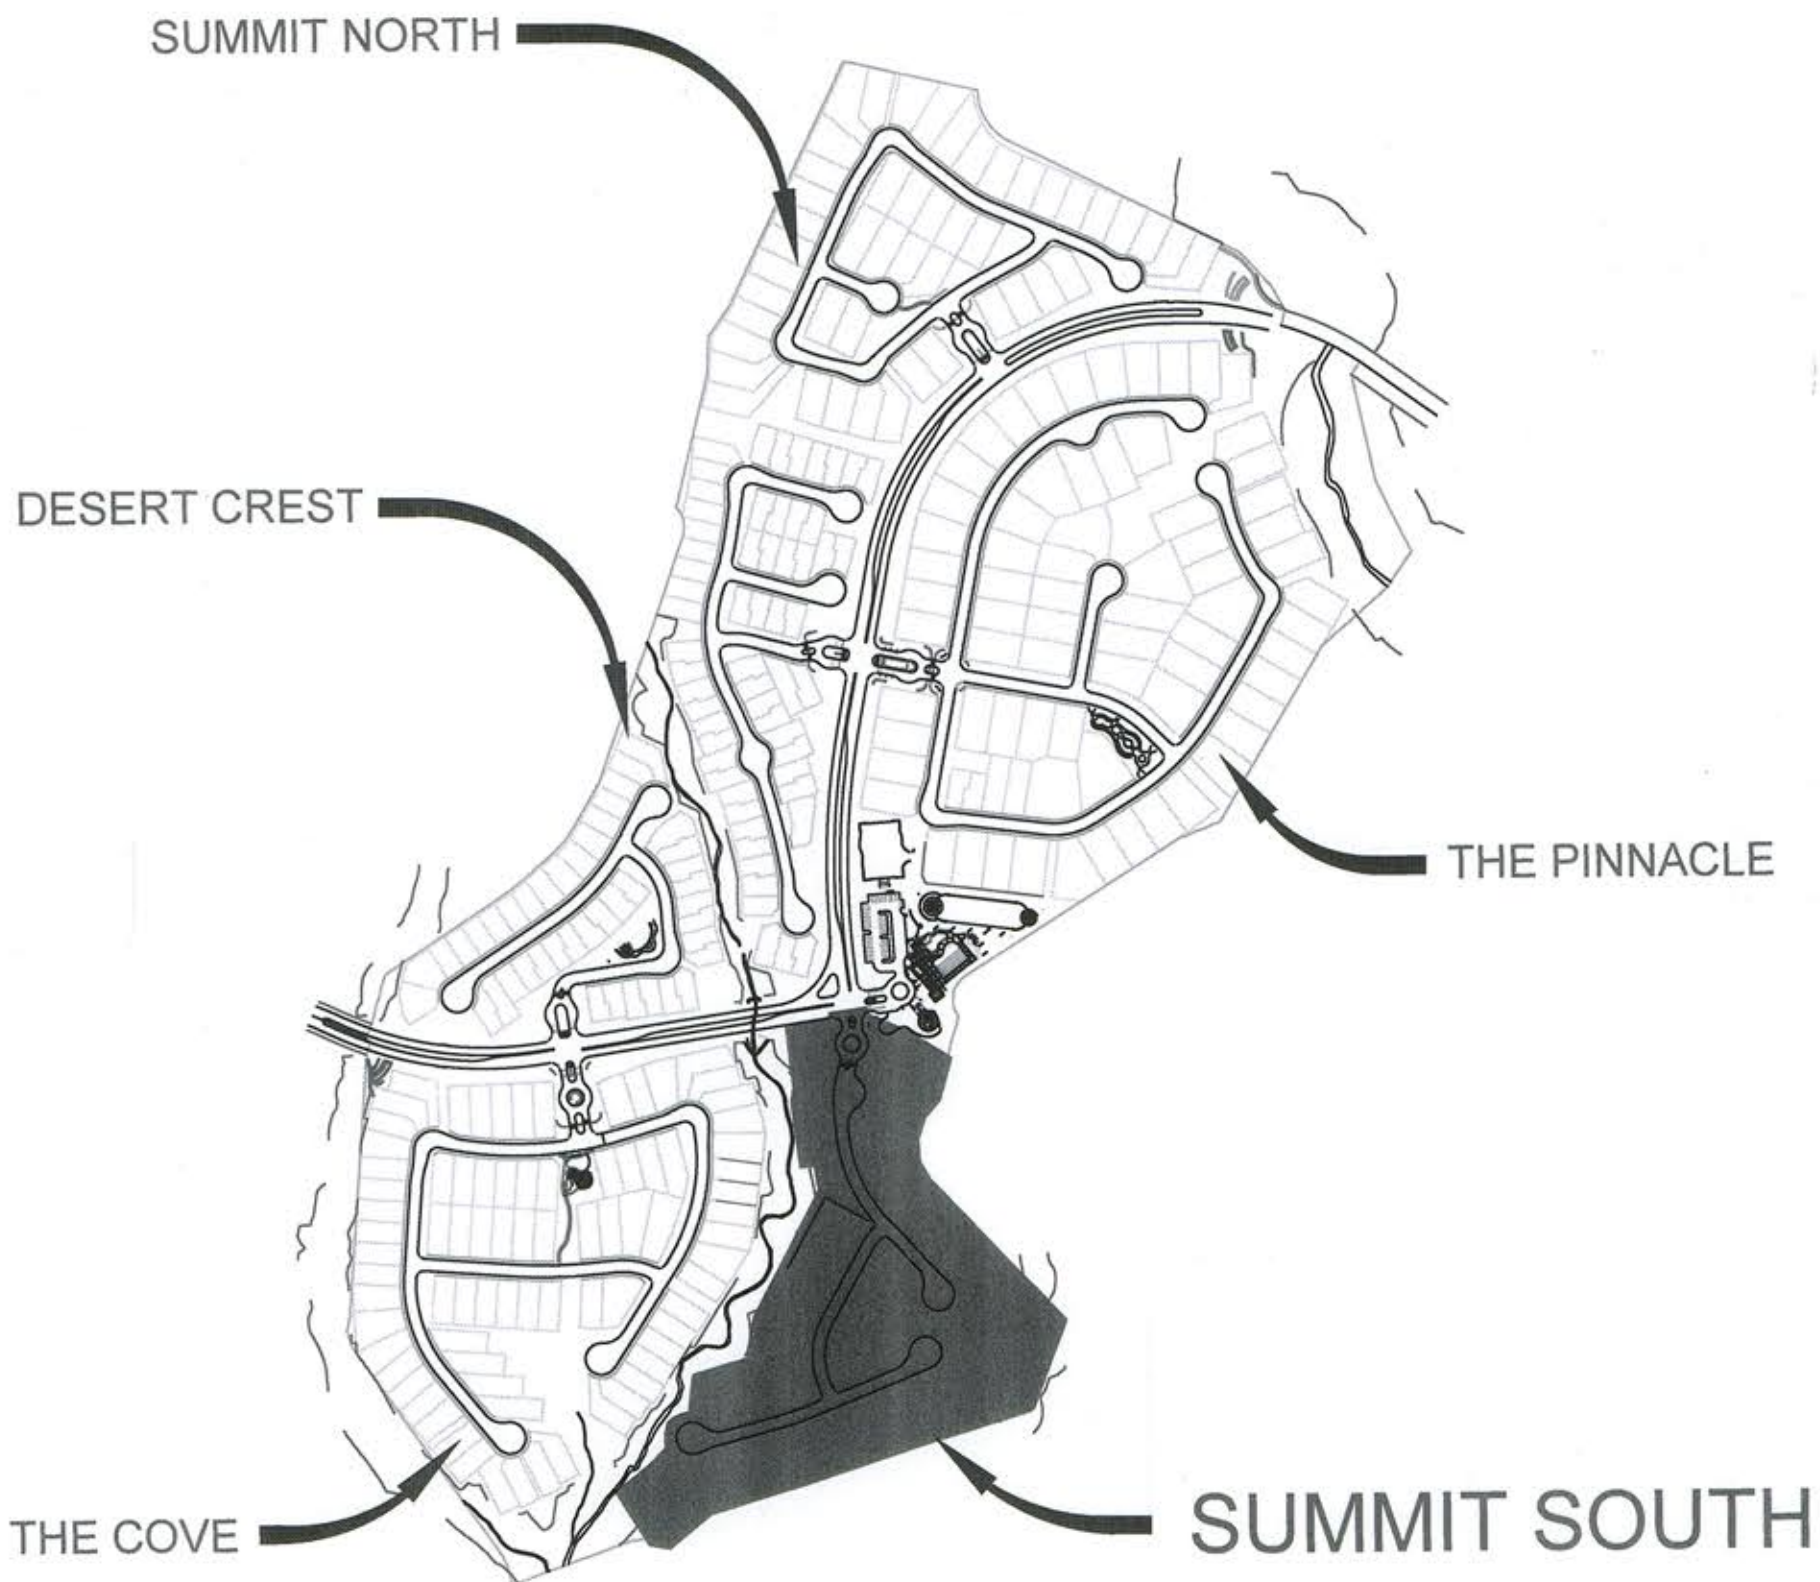 SUMMIT NORTH
DESERT CREST
THE PINNACLE
THE COVE
SUMMIT SOUTH